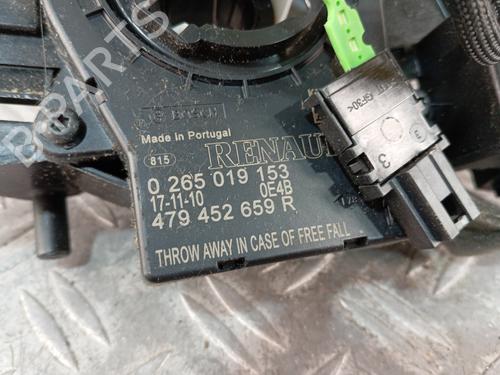 B-PARTS
BOSCH
Made in Portugal
815 RENAULT
0 265 019 153
17-11-10 0E4B
479 452 659 R
THROW AWAY IN CASE OF FREE FALL
3